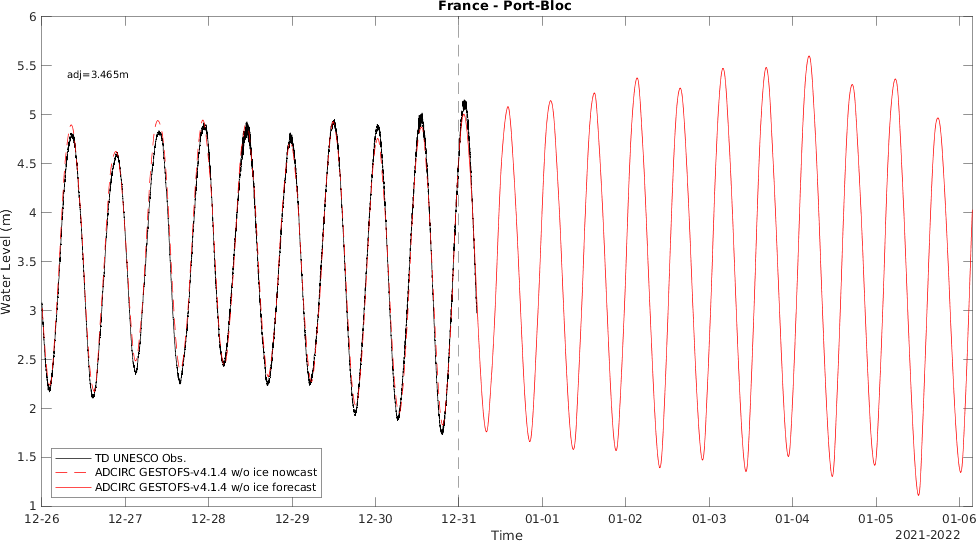 France - Port-Bloc
6
5.5
5
4.5
4
3.5
3
2.5
2
1.5
1
Water Level (m)
adj=3.465m
TD UNESCO Obs.
ADCIRC GESTOFS-v4.1.4 w/o ice nowcast
ADCIRC GESTOFS-v4.1.4 w/o ice forecast
12-26 12-27 12-28 12-29 12-30 12-31 01-01 01-02 01-03 01-04 01-05 01-06
Time
2021-2022